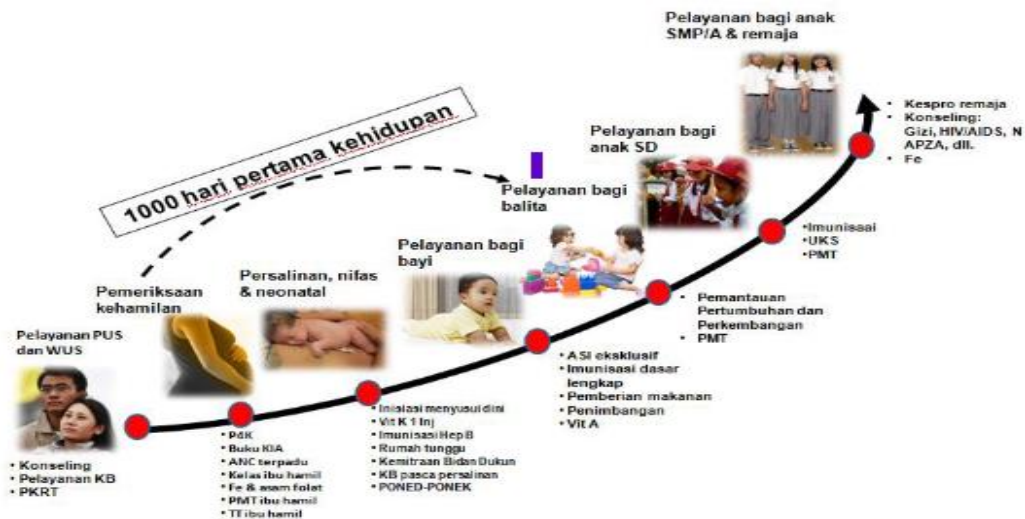 Pelayanan bagi anak
SMP/A & remaja
1000 hari pertama kehidupan
• Kespro remaja
• Konseling:
Gizi, HIV/AIDS, N
APZA, dll.
• Fe
Pelayanan bagi
anak SD
Pelayanan bagi
balita
• Imunisaai
• UKS
• PMT
Pelayanan bagi
bayi
Persalinan, nifas
& neonatal
Pemeriksaan
kehamilan
• Pemantauan
Pertumbuhan dan
Perkembangan
• PMT
Pelayanan PUS
dan WUS
• ASI eksklusif
• Imunisasi dasar
lengkap
• Pemberian makanan
• Penimbangan
• Vit A
• Inisiasi menyusui dini
• Vit K 1 Inj
• Imunisasi Hep B
• Rumah tunggu
• Kemitraan Bidan Dukun
• KB pasca persalinan
• PONED-PONEK
• P4K
• Buku KIA
• ANC terpadu
• Kelas ibu hamil
• Fe & asam folat
• PMT ibu hamil
• TT ibu hamil
• Konseling
• Pelayanan KB
• PKRT